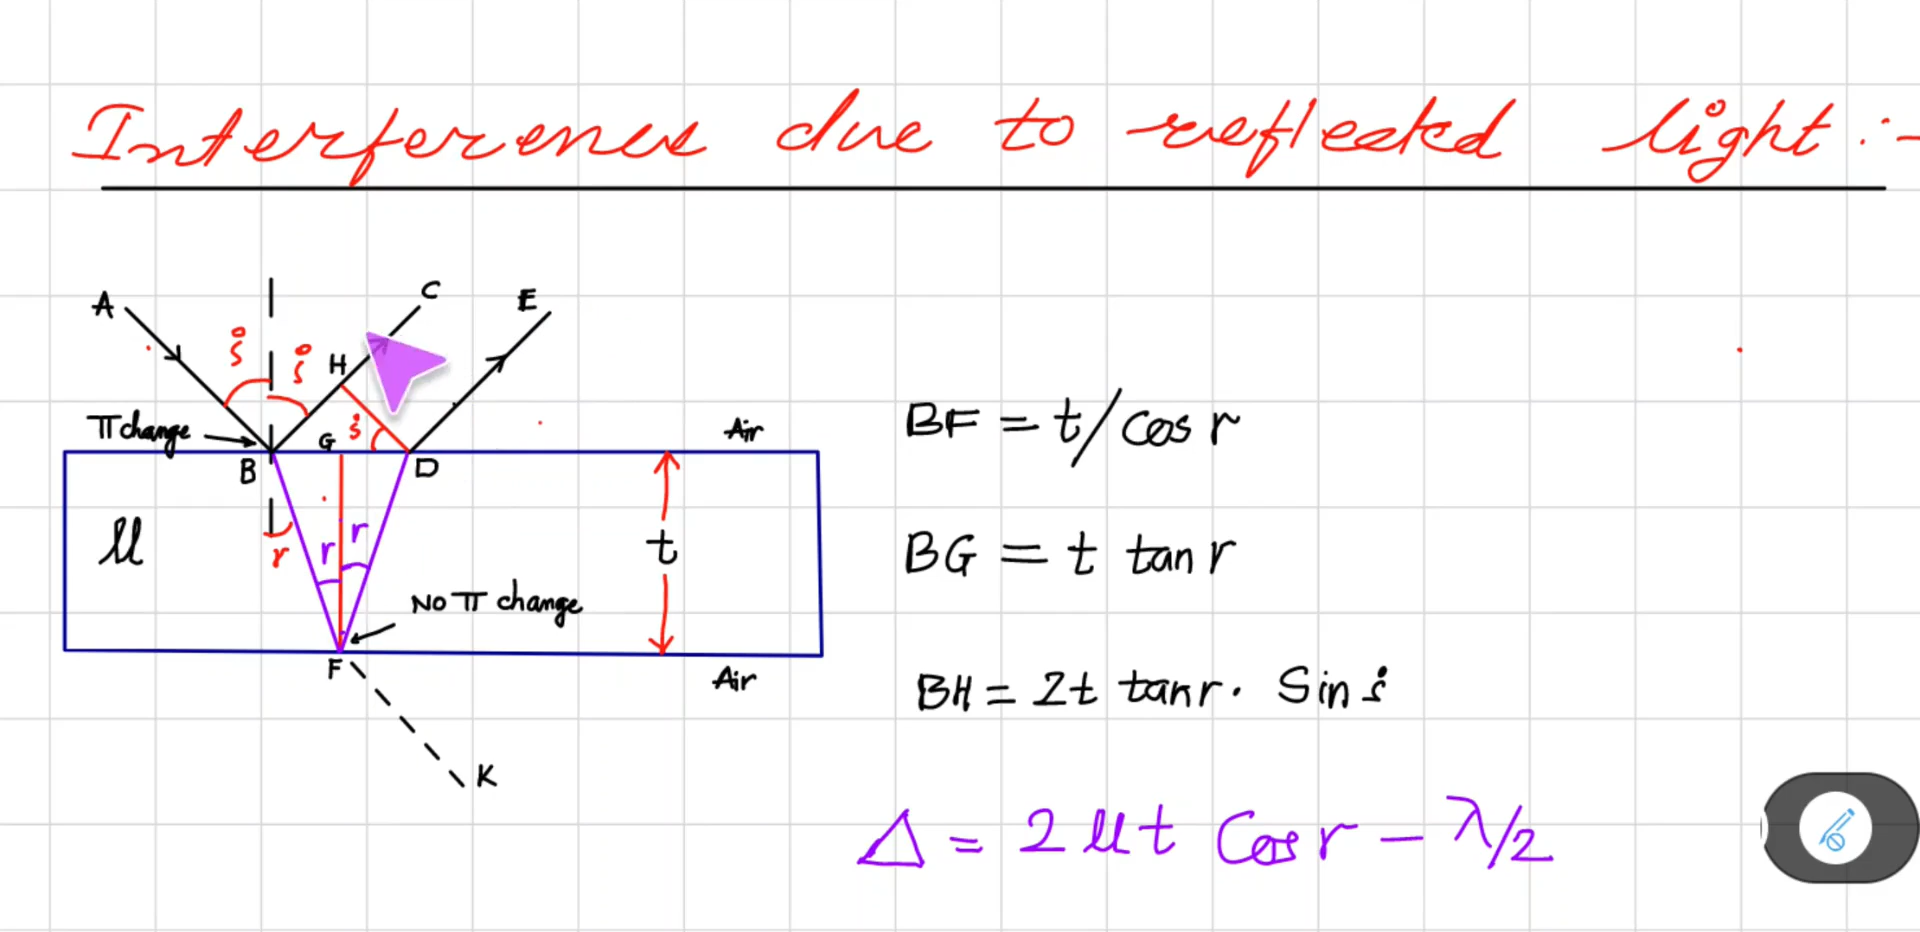 Interference due to reflected light :-
A
C
E
i
i
H
π change
G
i
Air
B
D
μ
r
r
r
t
No π change
F
Air
K
BF = t/cos r
BG = t tan r
BH = 2t tan r. Sin i
Δ = 2 μ t Cos r - λ/2